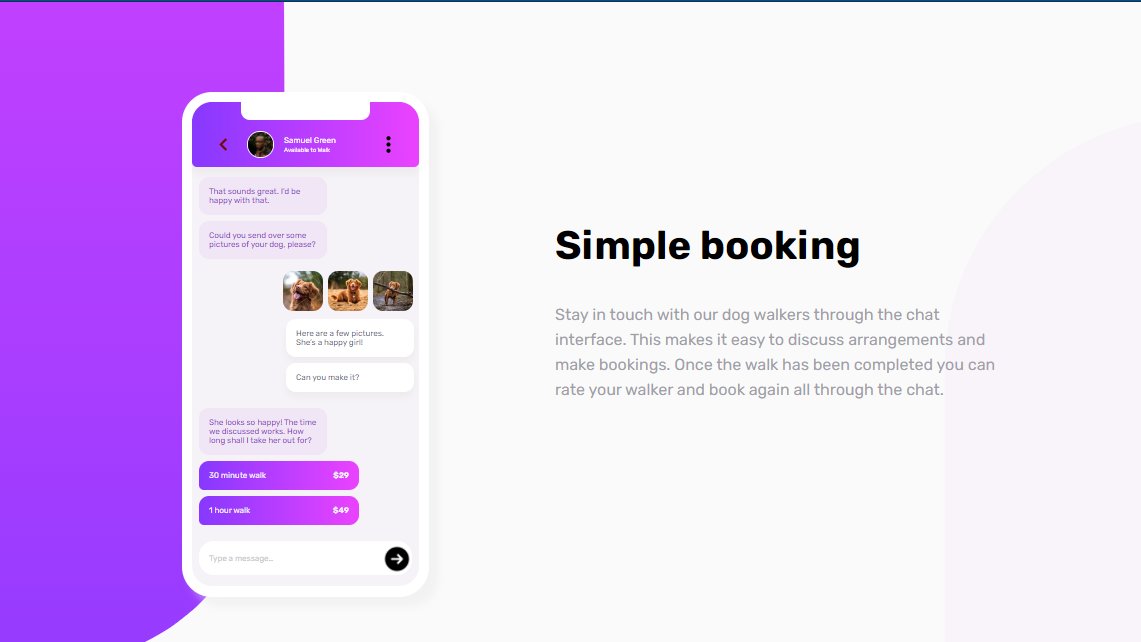 Samuel Green
Available to Walk
That sounds great. I'd be
happy with that.
Could you send over some
pictures of your dog, please?
Here are a few pictures.
She's a happy girl!
Can you make it?
She looks so happy! The time
we discussed works. How
long shall I take her out for?
30 minute walk $29
1 hour walk $49
Type a message...
Simple booking
Stay in touch with our dog walkers through the chat
interface. This makes it easy to discuss arrangements and
make bookings. Once the walk has been completed you can
rate your walker and book again all through the chat.